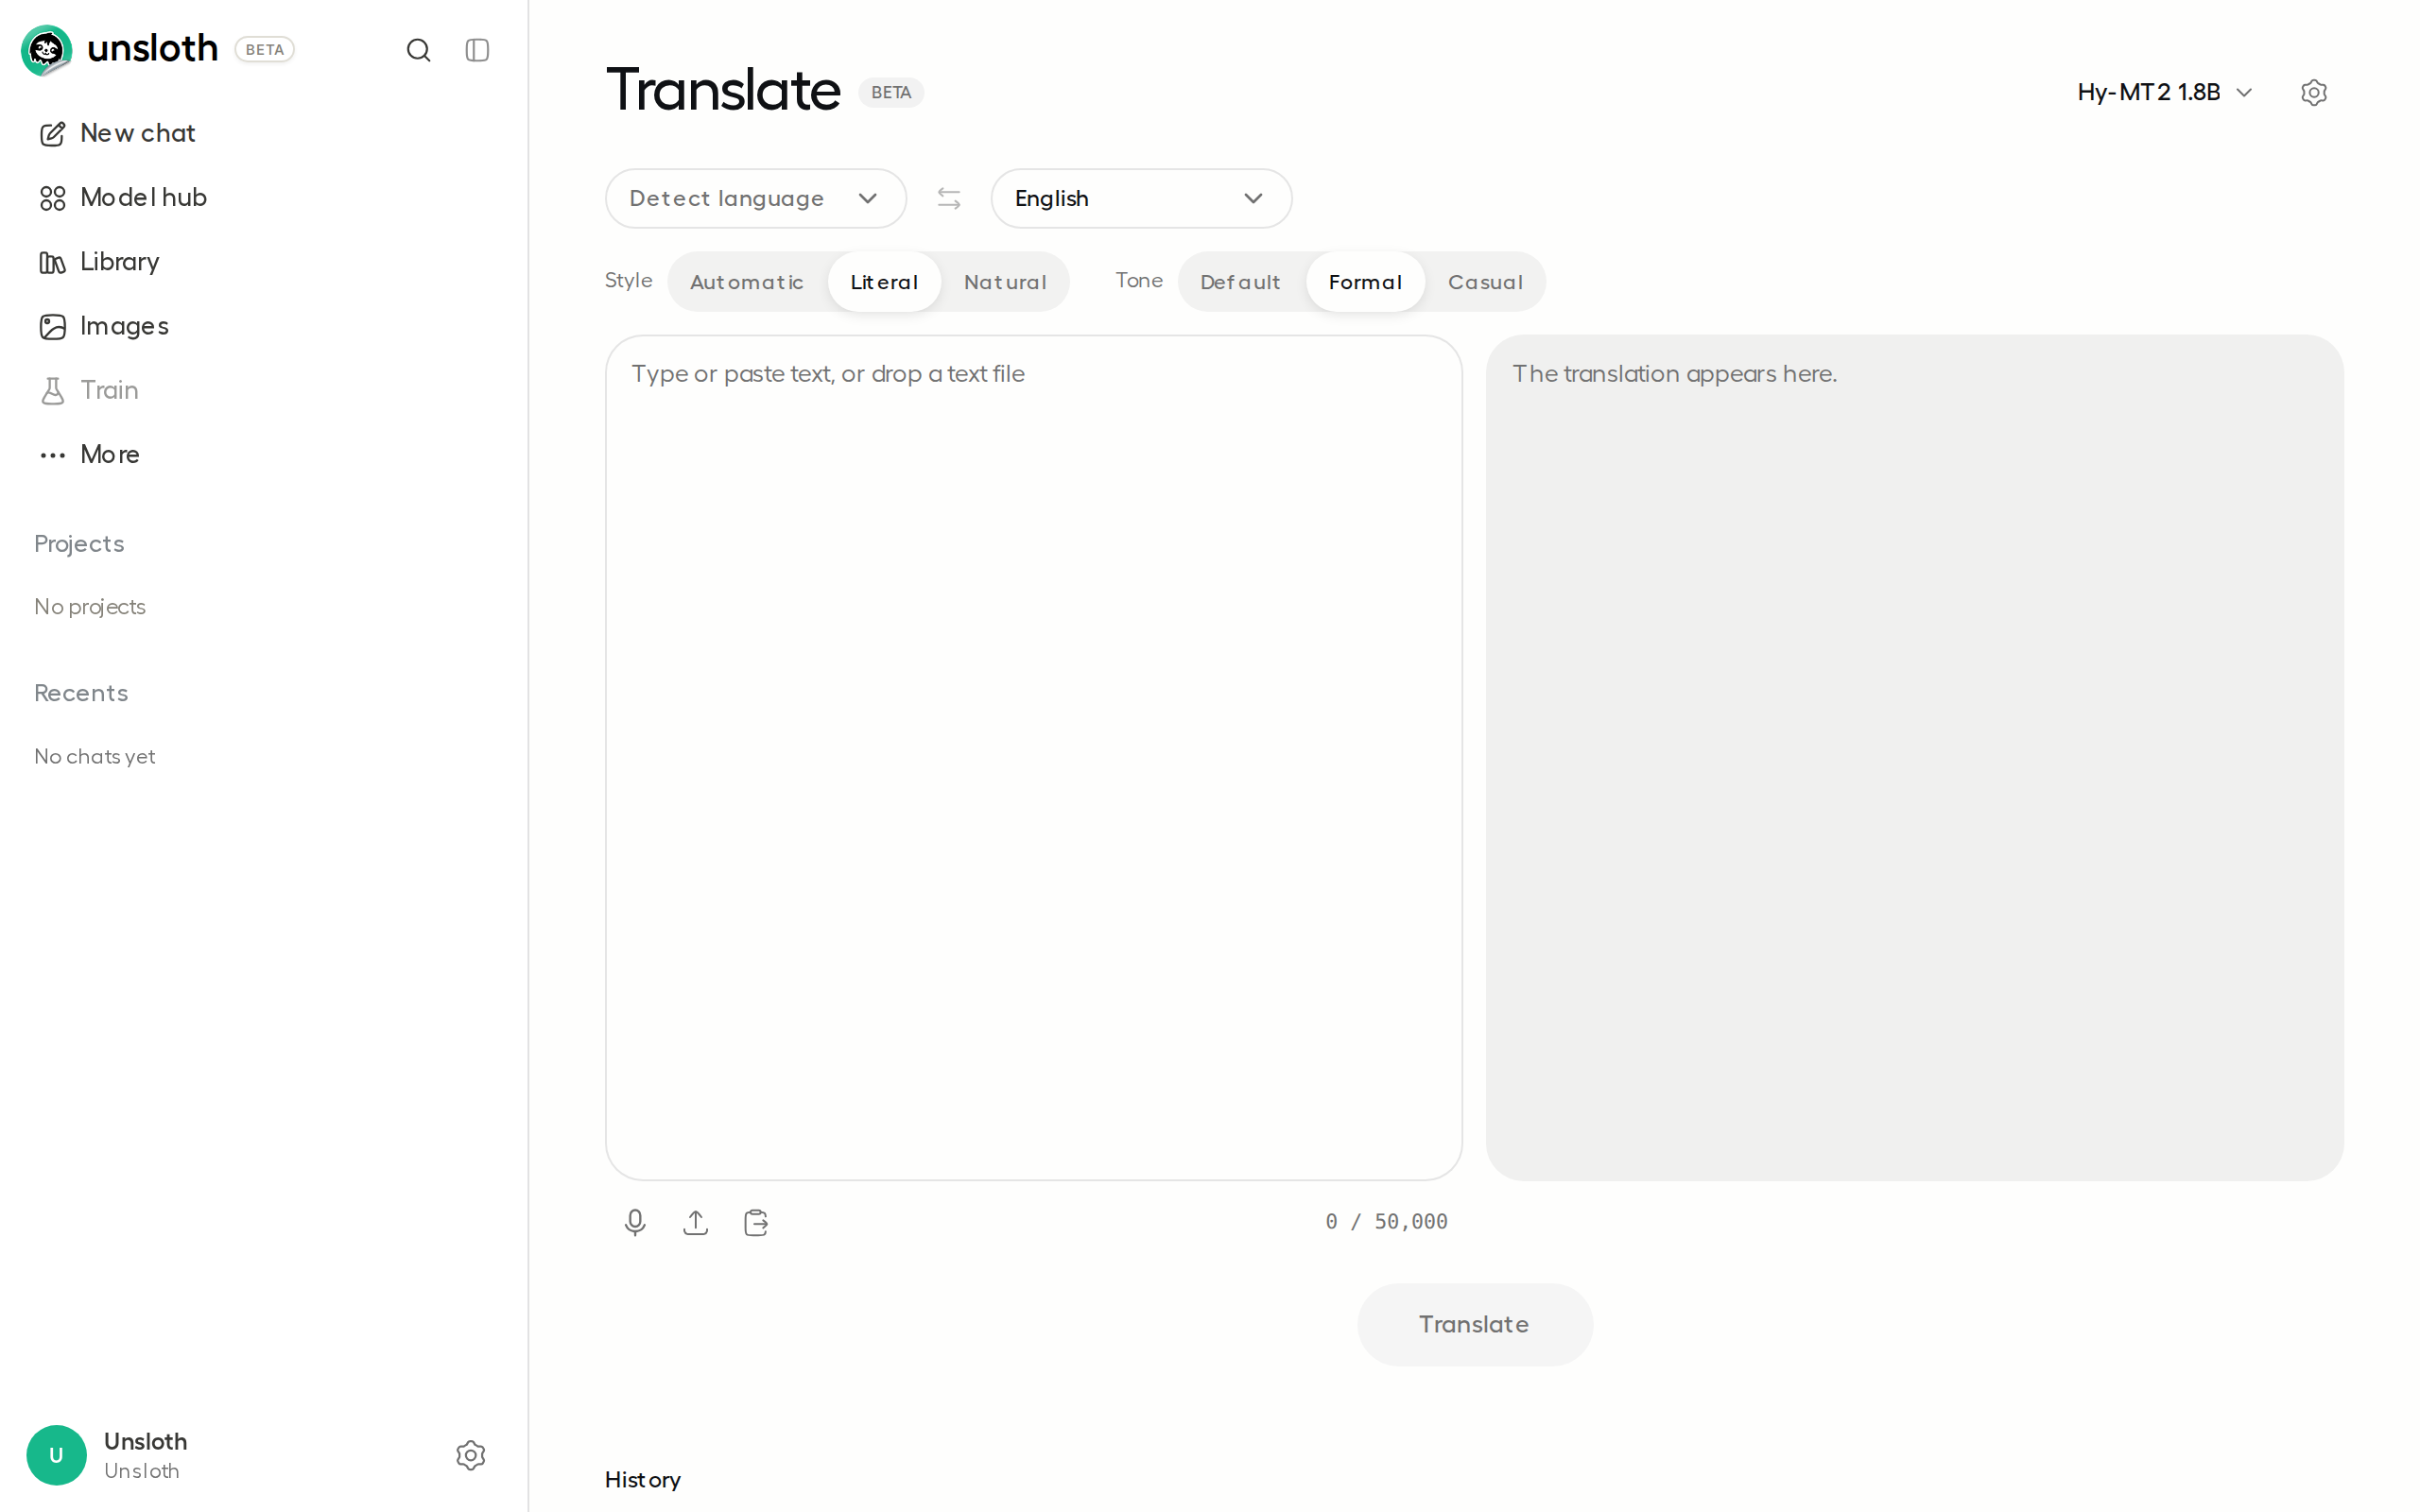 unsloth BETA
New chat
Model hub
Library
Images
Train
More
Projects
No projects
Recents
No chats yet
U
Unsloth
Unsloth
Translate BETA
Hy-MT2 1.8B
Detect language
English
Style Automatic Literal Natural Tone Default Formal Casual
Type or paste text, or drop a text file
The translation appears here.
0 / 50,000
Translate
History